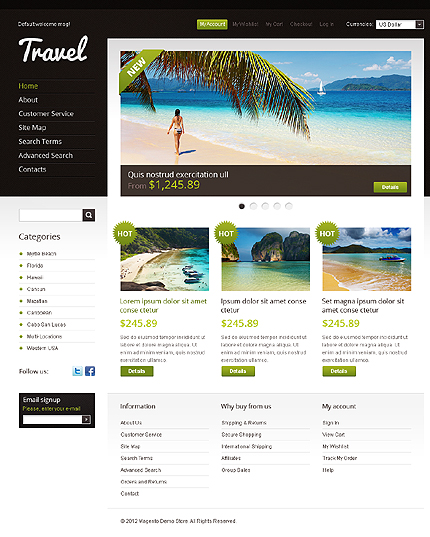 Default welcome msg!
My Account My Wishlist My Cart Checkout Log In Currencies: US Dollar
Travel
Home
About
Customer Service
Site Map
Search Terms
Advanced Search
Contacts
NEW
Quis nostrud exercitation ull
From $1,245.89
Details
Categories
Myrtle Beach
Florida
Hawaii
Cancun
Mazatlan
Caribbean
Cabo San Lucas
Multi-Locations
Western USA
Follow us:
Email signup
Please, enter your e-mail
HOT
Lorem ipsum dolor sit amet
conse ctetur
$245.89
Sed do eiusmod tempor incididunt
ut labore et dolore magna aliqua. Ut
enim ad minim veniam, quis nostrud.
Details
HOT
Ipsum dolor sit amet conse
ctetur
$245.89
Sed do eiusmod tempor incididunt
ut labore et dolore magna aliqua. Ut
enim ad minim veniam, quis nostrud.
Details
HOT
Set magna ipsum dolor sit
amet conse ctetur
$245.89
Sed do eiusmod tempor incididunt
ut labore et dolore magna aliqua. Ut
enim ad minim veniam, quis nostrud.
Details
Information
About Us
Customer Service
Site Map
Search Terms
Advanced Search
Orders and Returns
Contact
Why buy from us
Shipping & Returns
Secure Shopping
International Shipping
Affiliates
Group Sales
My account
Sign In
View Cart
My Wishlist
Track My Order
Help
© 2012 Magento Demo Store. All Rights Reserved.